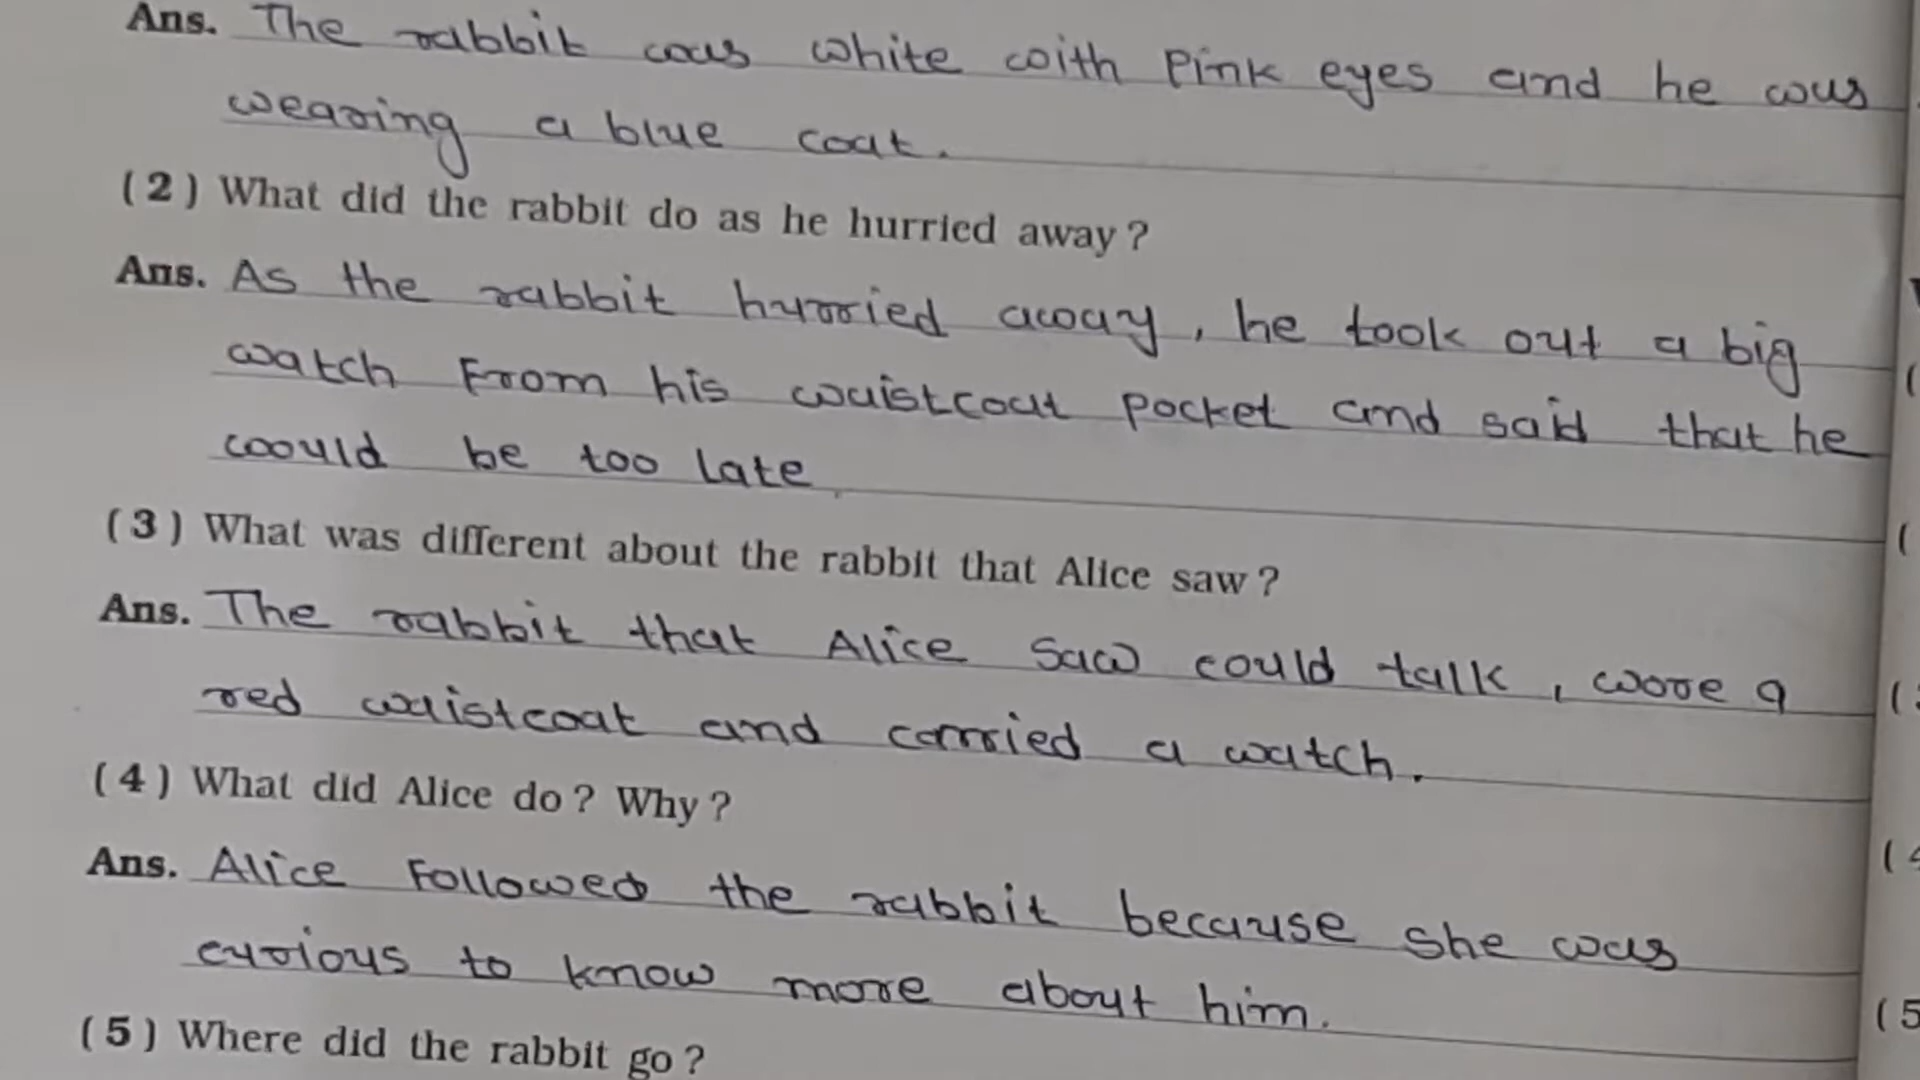 Ans. The rabbit was white with Pink eyes and he was
wearing a blue coat.
(2) What did the rabbit do as he hurried away?
Ans. As the rabbit hurried away, he took out a big
watch From his waistcoat pocket and said that he
would be too late
(3) What was different about the rabbit that Alice saw?
Ans. The rabbit that Alice saw could talk, wore a
red waistcoat and carried a watch.
(4) What did Alice do? Why?
Ans. Alice Followed the rabbit because she was
curious to know more about him.
(5) Where did the rabbit go?